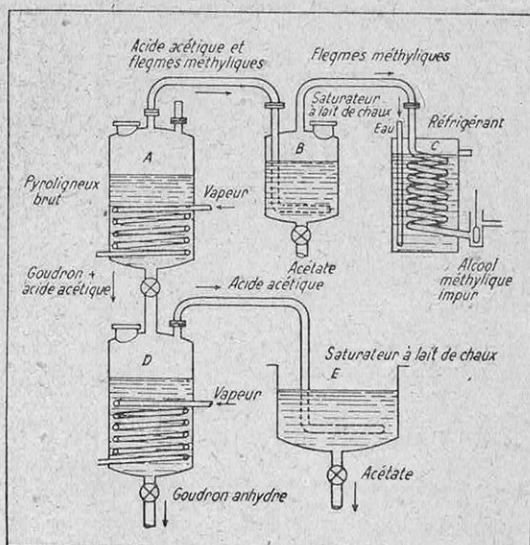 Acide acétique et
flegmes méthyliques
Flegmes méthyliques
Saturateur
à lait de chaux
Eau
Réfrigérant
A
B
C
Pyroligneux
brut
Vapeur
Acétate
Alcool
méthylique
impur
Goudron +
acide acétique
Acide acétique
D
Saturateur à lait de chaux
E
Vapeur
Acétate
Goudron anhydre